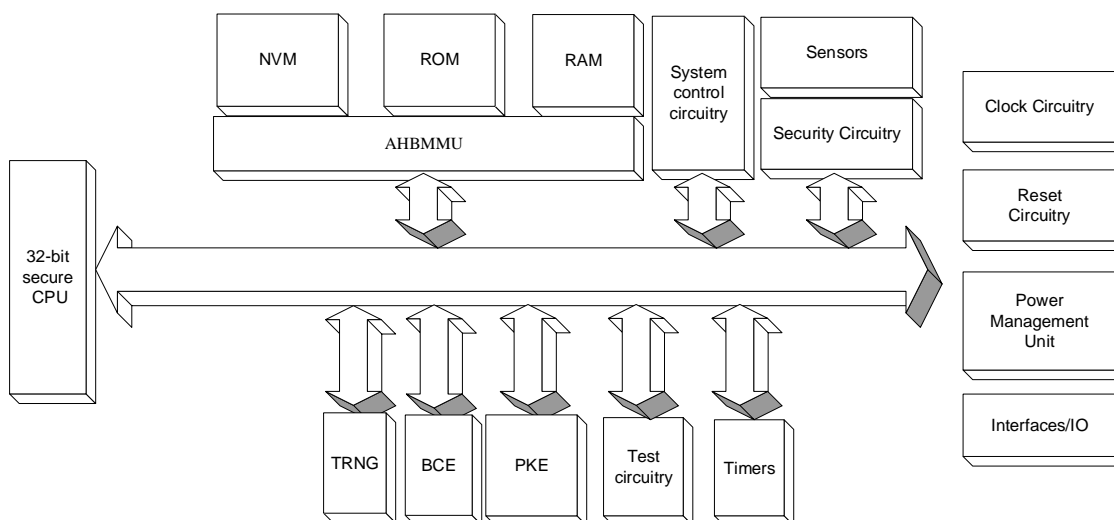 NVM
ROM
RAM
AHBMMU
System
control
circuitry
Sensors
Security Circuitry
Clock Circuitry
Reset
Circuitry
Power
Management
Unit
Interfaces/IO
32-bit
secure
CPU
TRNG
BCE
PKE
Test
circuitry
Timers